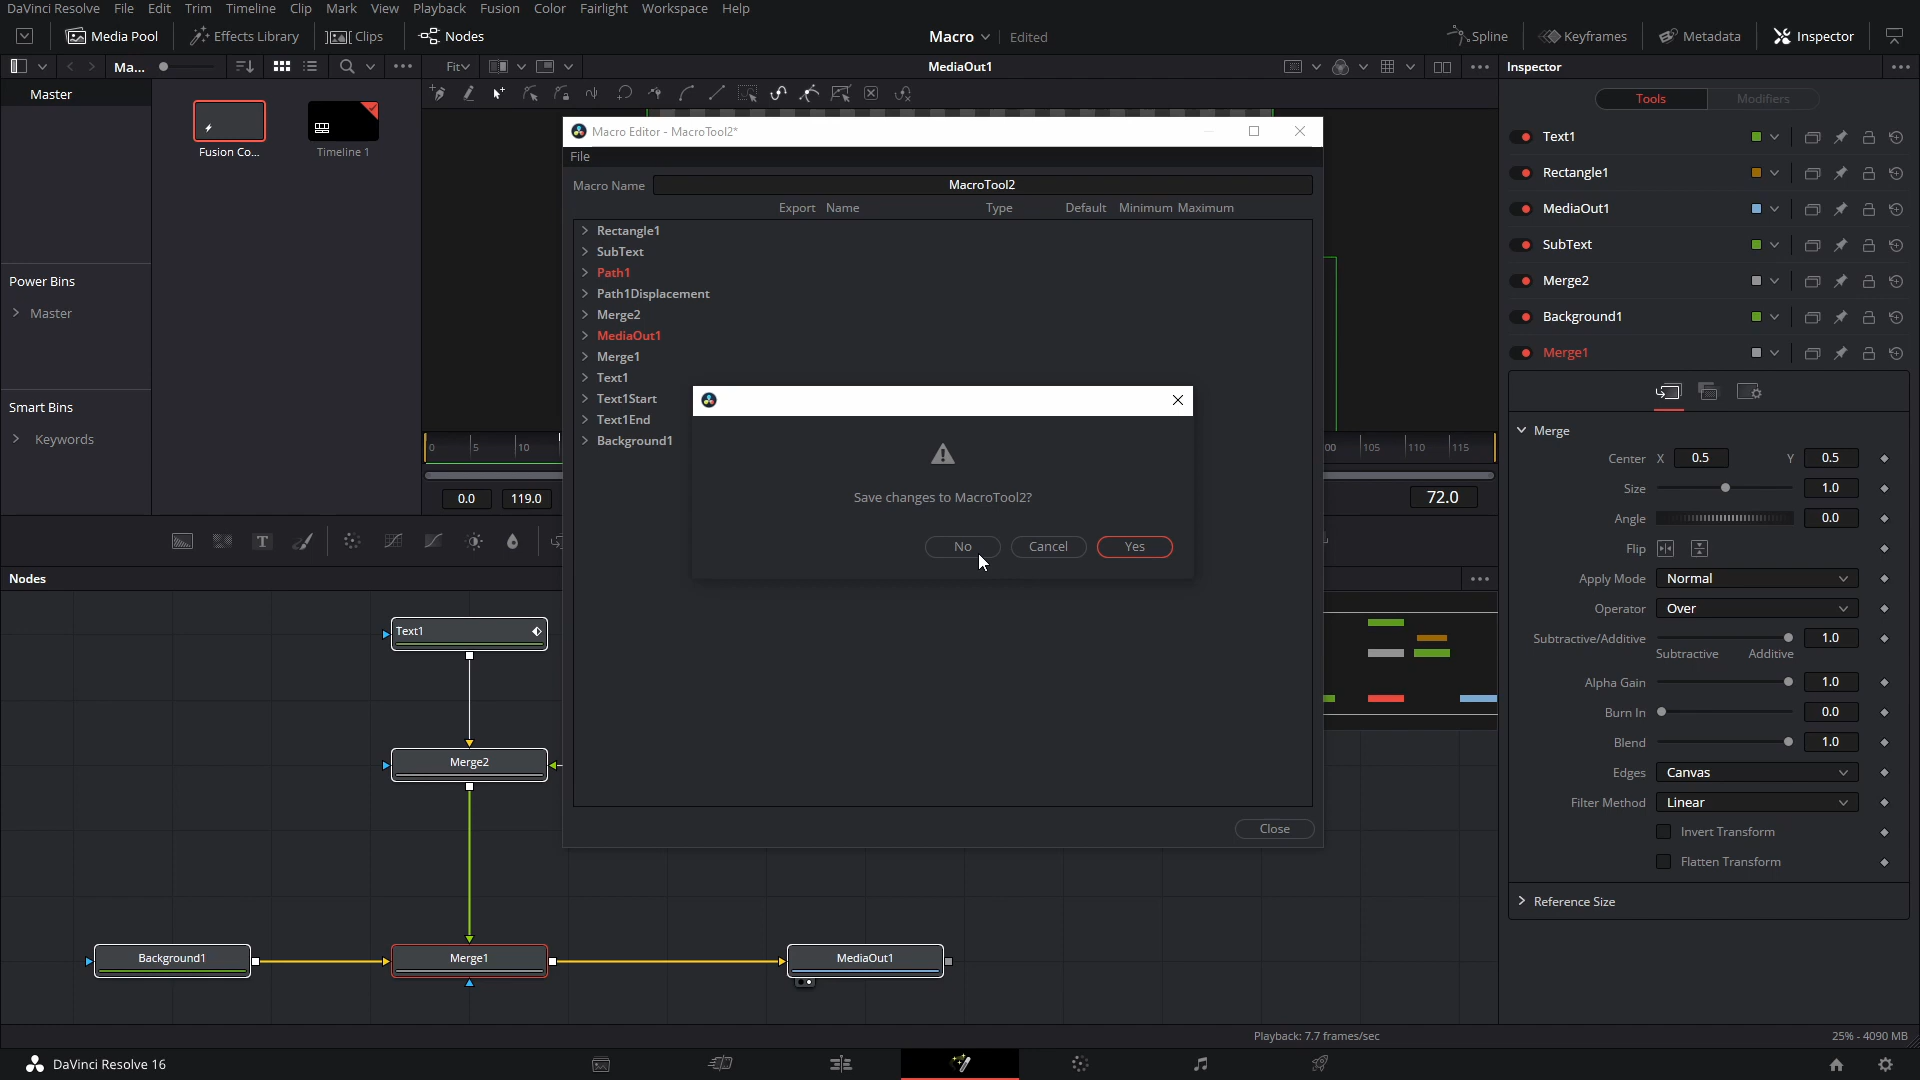 DaVinci Resolve File Edit Trim Timeline Clip Mark View Playback Fusion Color Fairlight Workspace Help
Media Pool Effects Library Clips Nodes Macro Edited Spline Keyframes Metadata Inspector
Ma... Fit MediaOut1 Inspector
Master
Tools Modifiers
Fusion Co... Timeline 1
Power Bins
Master
Smart Bins
Keywords
Macro Editor - MacroTool2*
File
Macro Name MacroTool2
Export Name Type Default Minimum Maximum
Rectangle1
SubText
Path1
Path1Displacement
Merge2
MediaOut1
Merge1
Text1
Text1Start
Text1End
Background1
Save changes to MacroTool2?
No Cancel Yes
Close
0 5 10 00 105 110 115
0.0 119.0 72.0
T
Nodes
Text1
Merge2
Background1 Merge1 MediaOut1
Text1
Rectangle1
MediaOut1
SubText
Merge2
Background1
Merge1
Merge
Center X 0.5 Y 0.5
Size 1.0
Angle 0.0
Flip
Apply Mode Normal
Operator Over
Subtractive/Additive 1.0
Subtractive Additive
Alpha Gain 1.0
Burn In 0.0
Blend 1.0
Edges Canvas
Filter Method Linear
Invert Transform
Flatten Transform
Reference Size
Playback: 7.7 frames/sec 25% - 4090 MB
DaVinci Resolve 16